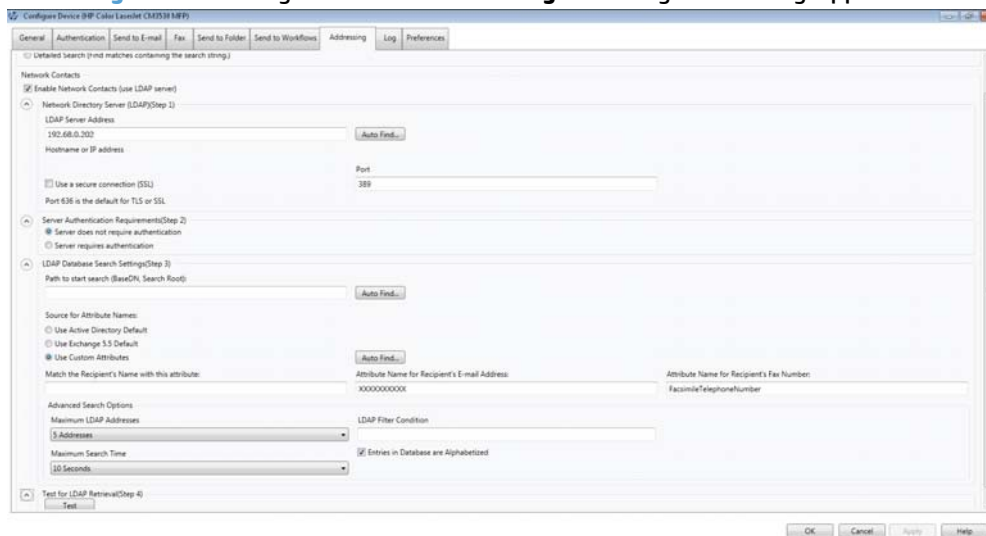 Configure Device (HP Color LaserJet CM3530 MFP)
General Authentication Send to E-mail Fax Send to Folder Send to Workflows Addressing Log Preferences
Detailed Search (Find matches containing the search string.)
Network Contacts
Enable Network Contacts (use LDAP server)
Network Directory Server (LDAP)(Step 1)
LDAP Server Address
192.68.0.202 Auto Find...
Hostname or IP address
Port
Use a secure connection (SSL) 389
Port 636 is the default for TLS or SSL
Server Authentication Requirements(Step 2)
Server does not require authentication
Server requires authentication
LDAP Database Search Settings(Step 3)
Path to start search (BaseDN, Search Root):
Auto Find...
Source for Attribute Names:
Use Active Directory Default
Use Exchange 5.5 Default
Use Custom Attributes Auto Find...
Match the Recipient's Name with this attribute: Attribute Name for Recipient's E-mail Address: Attribute Name for Recipient's Fax Number:
XXXXXXXXXX FacsimileTelephoneNumber
Advanced Search Options
Maximum LDAP Addresses LDAP Filter Condition
5 Addresses
Maximum Search Time Entries in Database are Alphabetized
10 Seconds
Test for LDAP Retrieval(Step 4)
Test
OK Cancel Apply Help